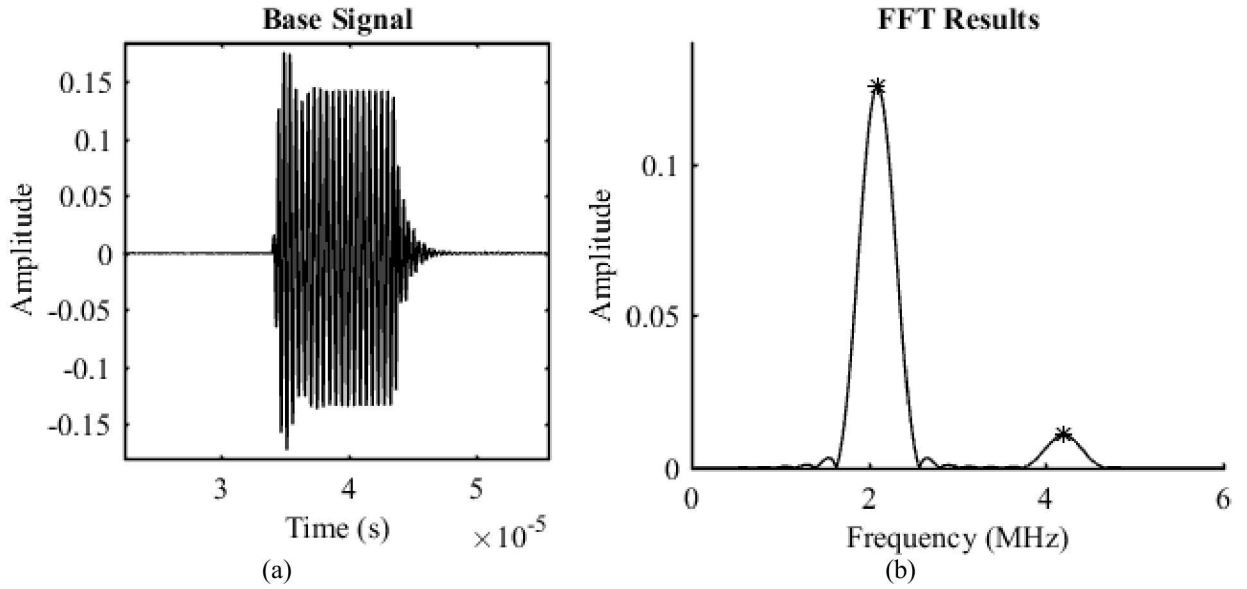 Base Signal
0.15
0.1
0.05
0
-0.05
-0.1
-0.15
Amplitude
3
4
5
Time (s)
×10-5
(a)
FFT Results
0.1
0.05
0
Amplitude
0
2
4
6
Frequency (MHz)
(b)